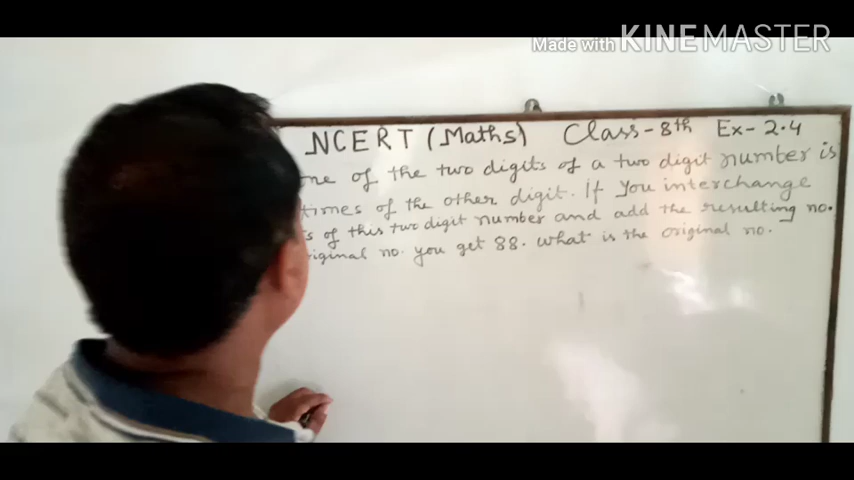 Made with KINEMASTER
NCERT (Maths) Class-8th Ex-2.4
of the two digits of a two digit number is
times of the other digit. If you interchange
of this two digit number and add the resulting no.
no. you get 88. what is the original no.